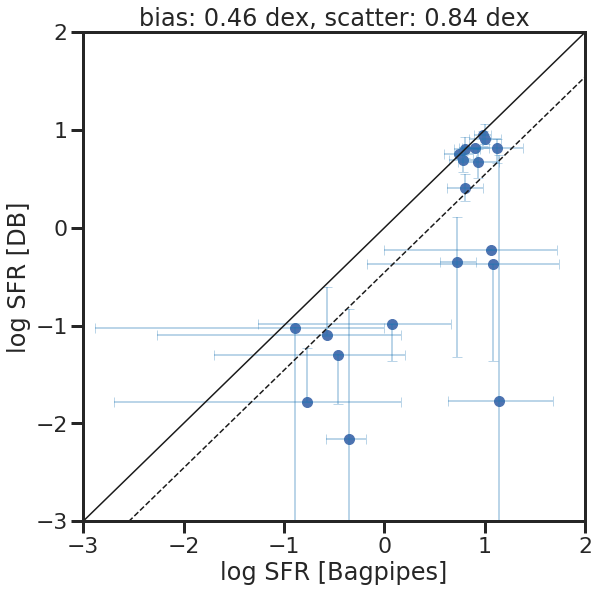 bias: 0.46 dex, scatter: 0.84 dex
2
1
0
−1
−2
−3
log SFR [DB]
−3 −2 −1 0 1 2
log SFR [Bagpipes]